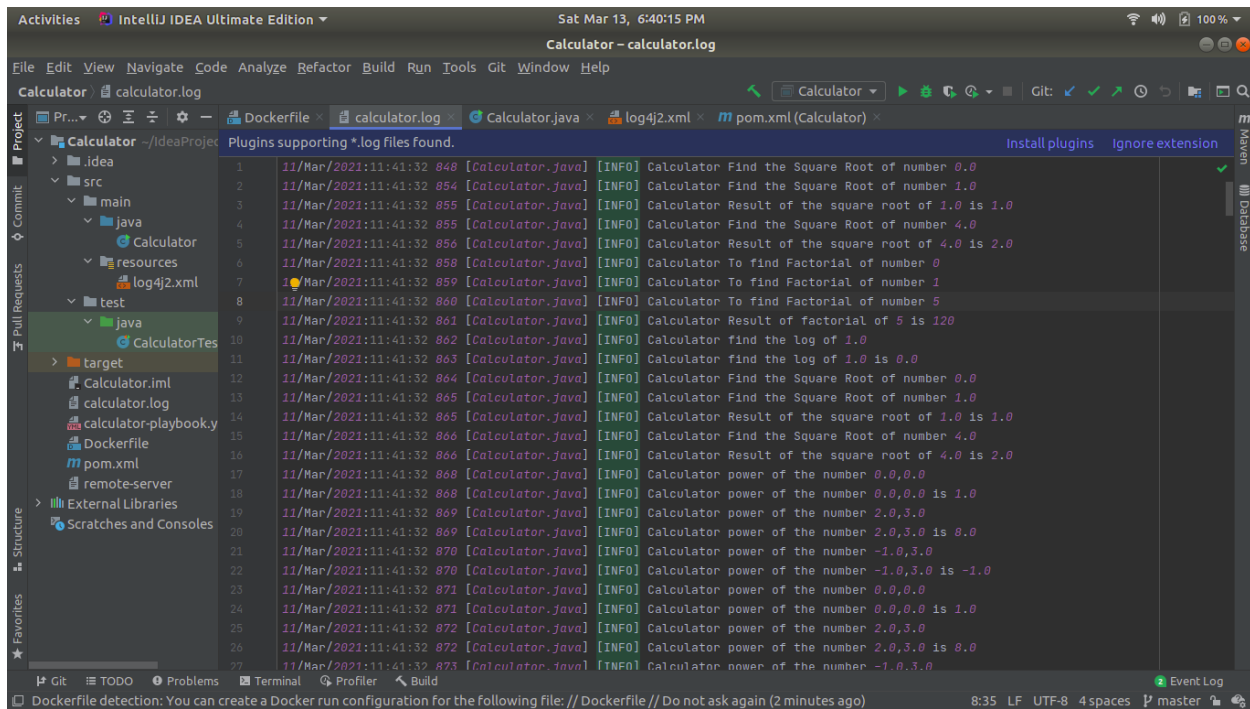 Activities IntelliJ IDEA Ultimate Edition Sat Mar 13, 6:40:15 PM 100 %
Calculator – calculator.log
File Edit View Navigate Code Analyze Refactor Build Run Tools Git Window Help
Calculator calculator.log Calculator Git:
Pr... Dockerfile calculator.log Calculator.java log4j2.xml pom.xml (Calculator)
Plugins supporting *.log files found. Install plugins Ignore extension
Project
Commit
Pull Requests
Structure
Favorites
Calculator ~/IdeaProjec
.idea
src
main
java
Calculator
resources
log4j2.xml
test
java
CalculatorTes
target
Calculator.iml
calculator.log
calculator-playbook.y
Dockerfile
pom.xml
remote-server
External Libraries
Scratches and Consoles
1 11/Mar/2021:11:41:32 848 [Calculator.java] [INFO] Calculator Find the Square Root of number 0.0
2 11/Mar/2021:11:41:32 854 [Calculator.java] [INFO] Calculator Find the Square Root of number 1.0
3 11/Mar/2021:11:41:32 855 [Calculator.java] [INFO] Calculator Result of the square root of 1.0 is 1.0
4 11/Mar/2021:11:41:32 855 [Calculator.java] [INFO] Calculator Find the Square Root of number 4.0
5 11/Mar/2021:11:41:32 856 [Calculator.java] [INFO] Calculator Result of the square root of 4.0 is 2.0
6 11/Mar/2021:11:41:32 858 [Calculator.java] [INFO] Calculator To find Factorial of number 0
7 1 /Mar/2021:11:41:32 859 [Calculator.java] [INFO] Calculator To find Factorial of number 1
8 11/Mar/2021:11:41:32 860 [Calculator.java] [INFO] Calculator To find Factorial of number 5
9 11/Mar/2021:11:41:32 861 [Calculator.java] [INFO] Calculator Result of factorial of 5 is 120
10 11/Mar/2021:11:41:32 862 [Calculator.java] [INFO] Calculator find the log of 1.0
11 11/Mar/2021:11:41:32 863 [Calculator.java] [INFO] Calculator find the log of 1.0 is 0.0
12 11/Mar/2021:11:41:32 864 [Calculator.java] [INFO] Calculator Find the Square Root of number 0.0
13 11/Mar/2021:11:41:32 865 [Calculator.java] [INFO] Calculator Find the Square Root of number 1.0
14 11/Mar/2021:11:41:32 865 [Calculator.java] [INFO] Calculator Result of the square root of 1.0 is 1.0
15 11/Mar/2021:11:41:32 866 [Calculator.java] [INFO] Calculator Find the Square Root of number 4.0
16 11/Mar/2021:11:41:32 866 [Calculator.java] [INFO] Calculator Result of the square root of 4.0 is 2.0
17 11/Mar/2021:11:41:32 868 [Calculator.java] [INFO] Calculator power of the number 0.0,0.0
18 11/Mar/2021:11:41:32 868 [Calculator.java] [INFO] Calculator power of the number 0.0,0.0 is 1.0
19 11/Mar/2021:11:41:32 869 [Calculator.java] [INFO] Calculator power of the number 2.0,3.0
20 11/Mar/2021:11:41:32 869 [Calculator.java] [INFO] Calculator power of the number 2.0,3.0 is 8.0
21 11/Mar/2021:11:41:32 870 [Calculator.java] [INFO] Calculator power of the number -1.0,3.0
22 11/Mar/2021:11:41:32 870 [Calculator.java] [INFO] Calculator power of the number -1.0,3.0 is -1.0
23 11/Mar/2021:11:41:32 871 [Calculator.java] [INFO] Calculator power of the number 0.0,0.0
24 11/Mar/2021:11:41:32 871 [Calculator.java] [INFO] Calculator power of the number 0.0,0.0 is 1.0
25 11/Mar/2021:11:41:32 872 [Calculator.java] [INFO] Calculator power of the number 2.0,3.0
26 11/Mar/2021:11:41:32 872 [Calculator.java] [INFO] Calculator power of the number 2.0,3.0 is 8.0
27 11/Mar/2021:11:41:32 873 [Calculator.java] [INFO] Calculator power of the number -1.0,3.0
Maven
Database
Git TODO Problems Terminal Profiler Build 2 Event Log
Dockerfile detection: You can create a Docker run configuration for the following file: // Dockerfile // Do not ask again (2 minutes ago) 8:35 LF UTF-8 4 spaces master